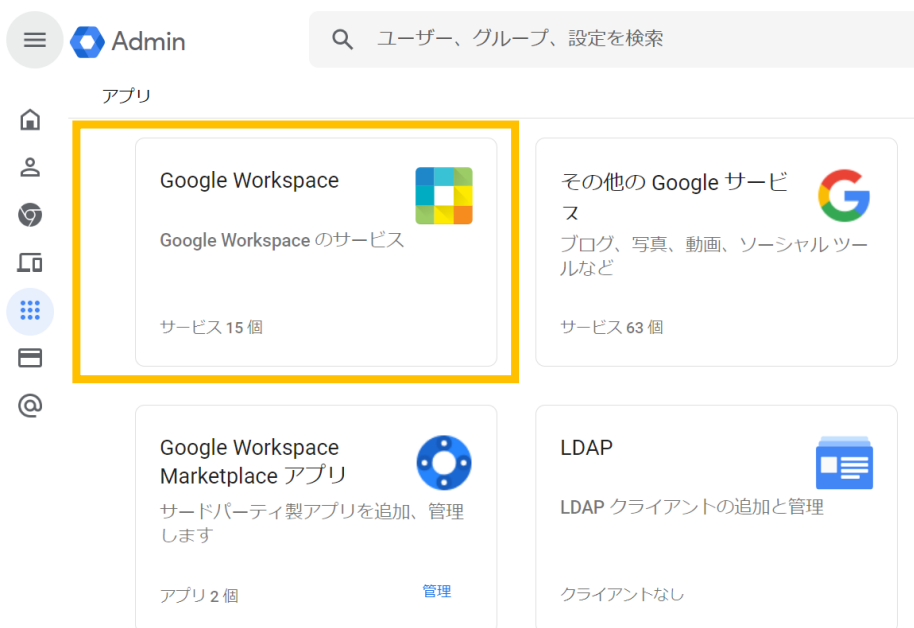 Admin
ユーザー、グループ、設定を検索
アプリ
Google Workspace
Google Workspace のサービス
サービス 15 個
その他の Google サービ
ス
ブログ、写真、動画、ソーシャル ツー
ルなど
サービス 63 個
Google Workspace
Marketplace アプリ
サードパーティ製アプリを追加、管理
します
アプリ 2 個
管理
LDAP
LDAP クライアントの追加と管理
クライアントなし